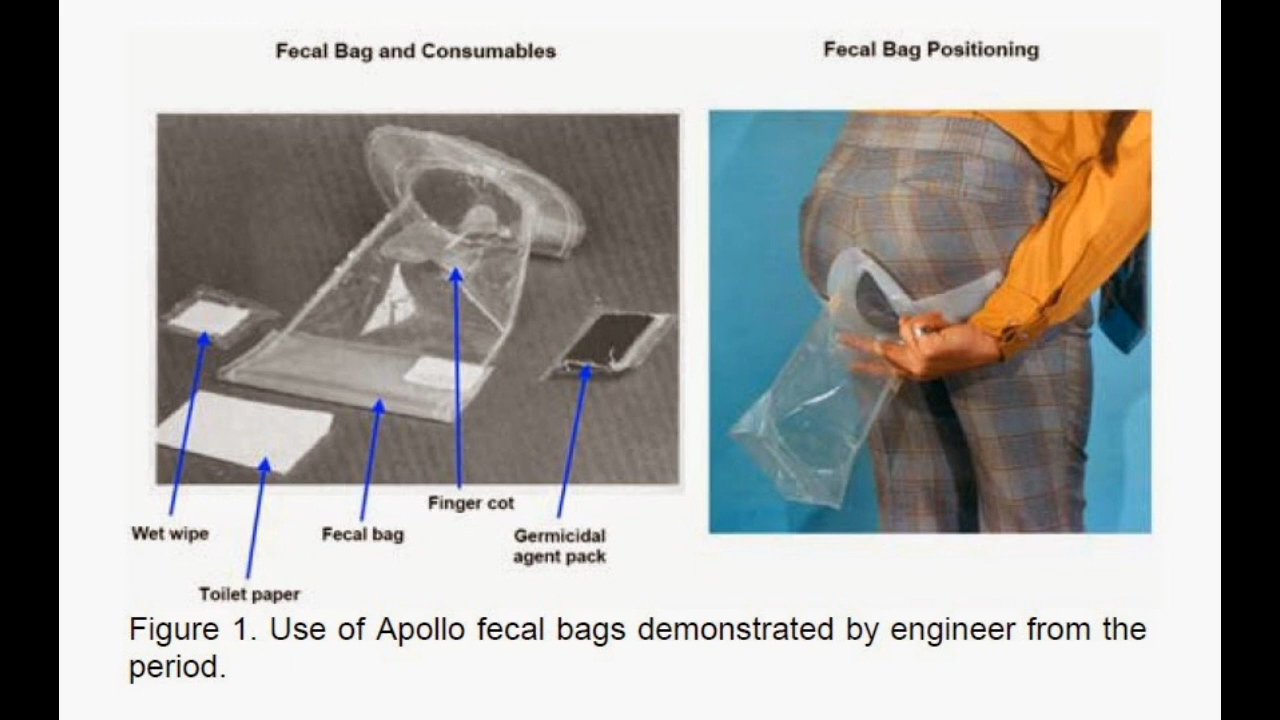 Fecal Bag and Consumables
Fecal Bag Positioning
Finger cot
Wet wipe
Fecal bag
Germicidal
agent pack
Toilet paper
Figure 1. Use of Apollo fecal bags demonstrated by engineer from the
period.